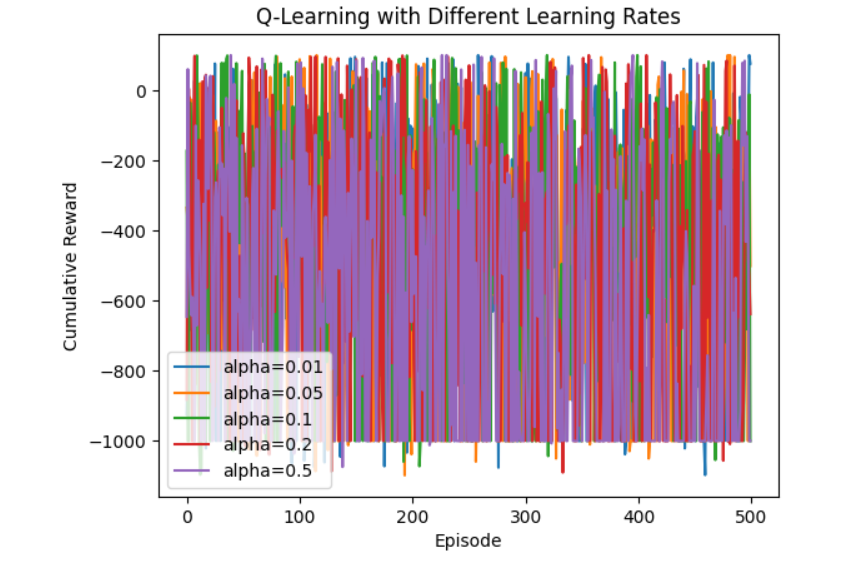 Q-Learning with Different Learning Rates
0
−200
−400
−600
−800
−1000
Cumulative Reward
alpha=0.01
alpha=0.05
alpha=0.1
alpha=0.2
alpha=0.5
0 100 200 300 400 500
Episode